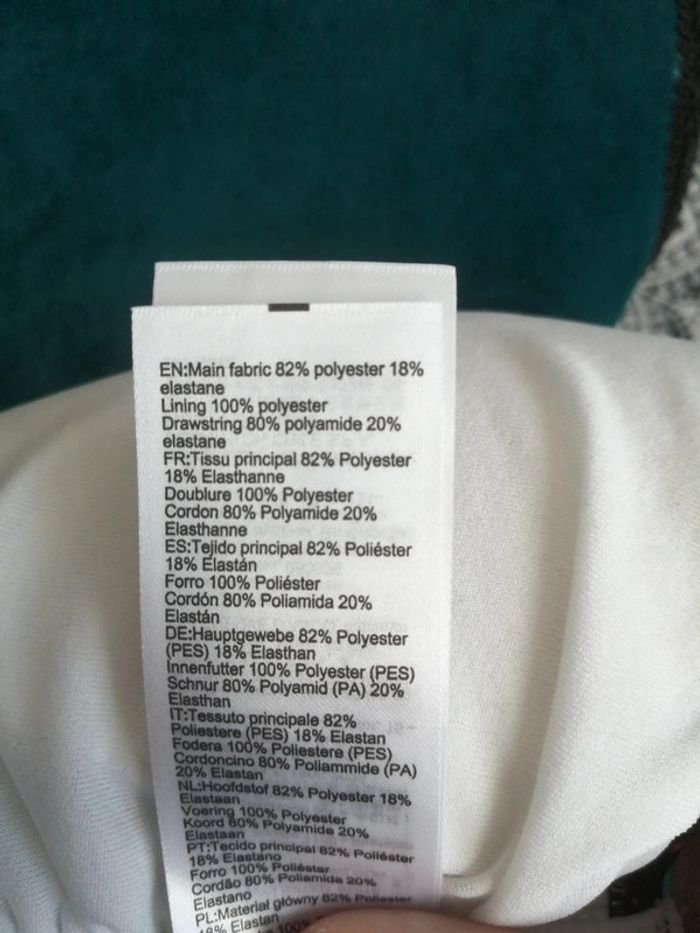 EN:Main fabric 82% polyester 18%
elastane
Lining 100% polyester
Drawstring 80% polyamide 20%
elastane
FR:Tissu principal 82% Polyester
18% Elasthanne
Doublure 100% Polyester
Cordon 80% Polyamide 20%
Elasthanne
ES:Tejido principal 82% Poliéster
18% Elastán
Forro 100% Poliéster
Cordón 80% Poliamida 20%
Elastán
DE:Hauptgewebe 82% Polyester
(PES) 18% Elasthan
Innenfutter 100% Polyester (PES)
Schnur 80% Polyamid (PA) 20%
Elasthan
IT:Tessuto principale 82%
Poliestere (PES) 18% Elastan
Fodera 100% Poliestere (PES)
Cordoncino 80% Poliammide (PA)
20% Elastan
NL:Hoofdstof 82% Polyester 18%
Elastaan
Voering 100% Polyester
Koord 80% Polyamide 20%
Elastaan
PT:Tecido principal 82% Poliéster
18% Elastano
Forro 100% Poliéster
Cordão 80% Poliamida 20%
Elastano
PL:Materiał główny 82% Poliester
18% Elastan
100%